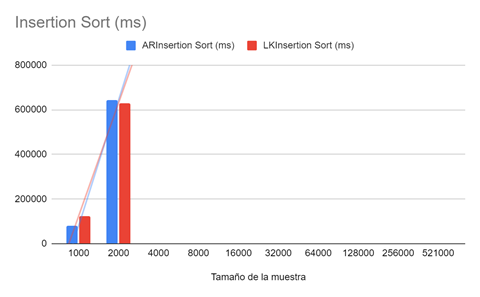 Insertion Sort (ms)
ARInsertion Sort (ms) LKInsertion Sort (ms)
800000
600000
400000
200000
0
1000 2000 4000 8000 16000 32000 64000 128000 256000 521000
Tamaño de la muestra